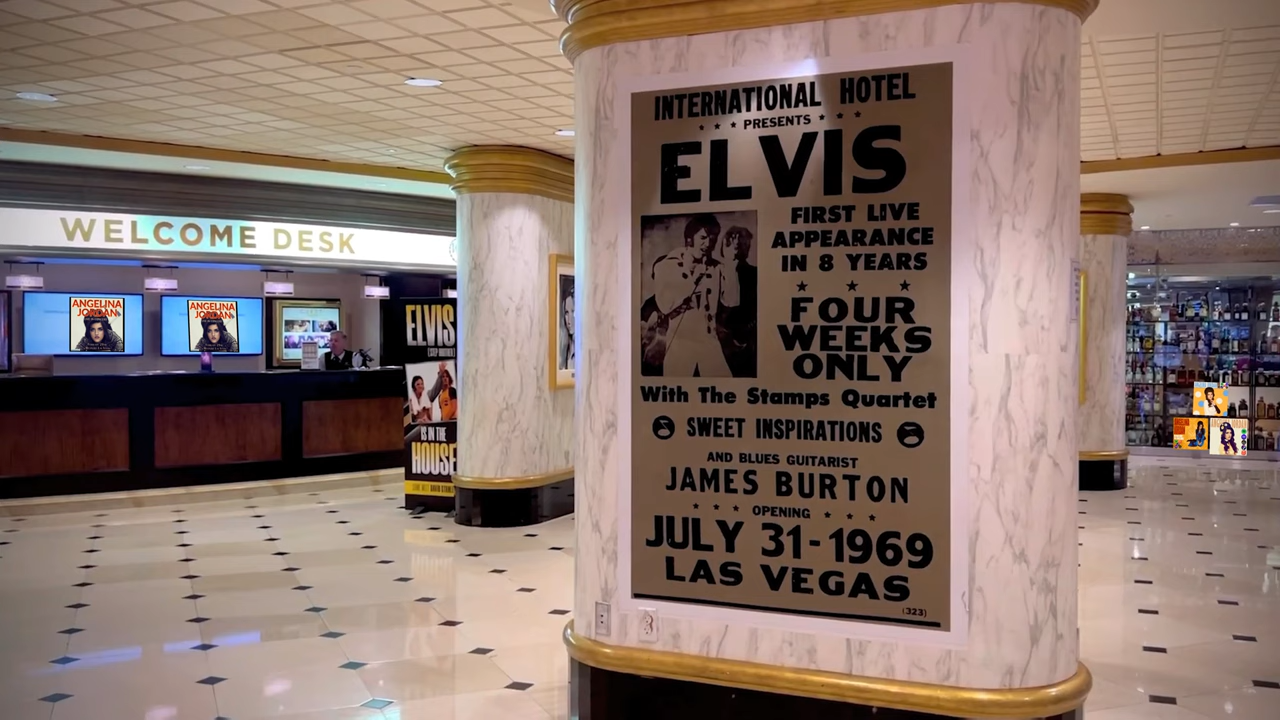 WELCOME DESK
ANGELINA
JORDAN
ANGELINA
JORDAN
ELVIS
IS IN THE
HOUSE
INTERNATIONAL HOTEL
PRESENTS
ELVIS
FIRST LIVE
APPEARANCE
IN 8 YEARS
FOUR
WEEKS
ONLY
With The Stamps Quartet
SWEET INSPIRATIONS
AND BLUES GUITARIST
JAMES BURTON
OPENING
JULY 31-1969
LAS VEGAS
(323)